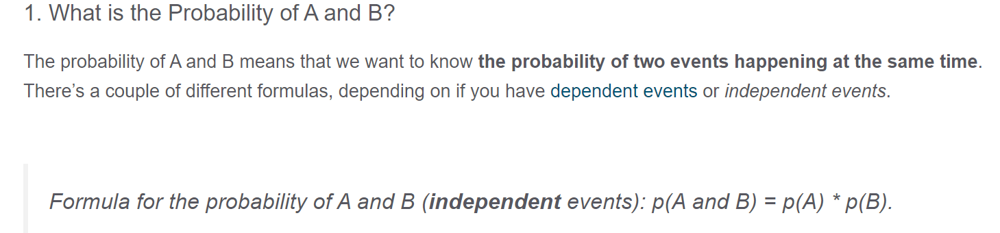 1. What is the Probability of A and B?
The probability of A and B means that we want to know the probability of two events happening at the same time.
There’s a couple of different formulas, depending on if you have dependent events or independent events.
Formula for the probability of A and B (independent events): p(A and B) = p(A) * p(B).